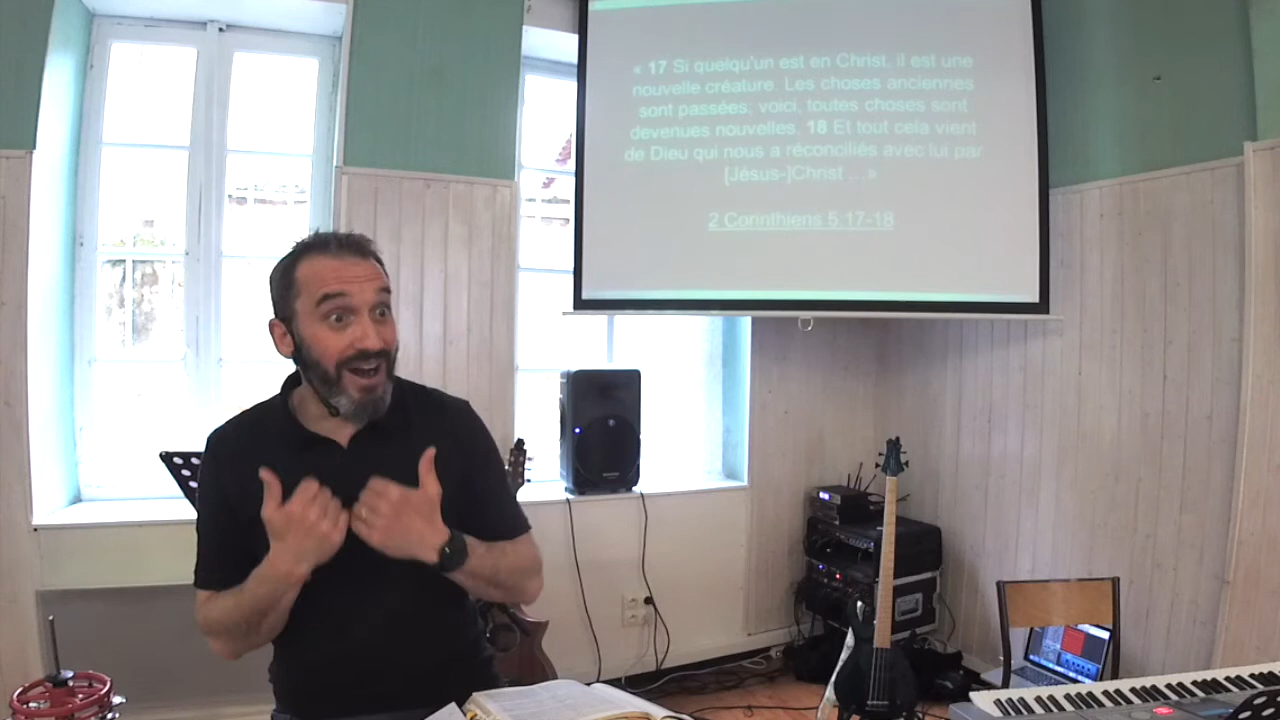 « 17 Si quelqu'un est en Christ, il est une
nouvelle créature. Les choses anciennes
sont passées; voici, toutes choses sont
devenues nouvelles. 18 Et tout cela vient
de Dieu qui nous a réconciliés avec lui par
[Jésus-]Christ …»
2 Corinthiens 5:17-18